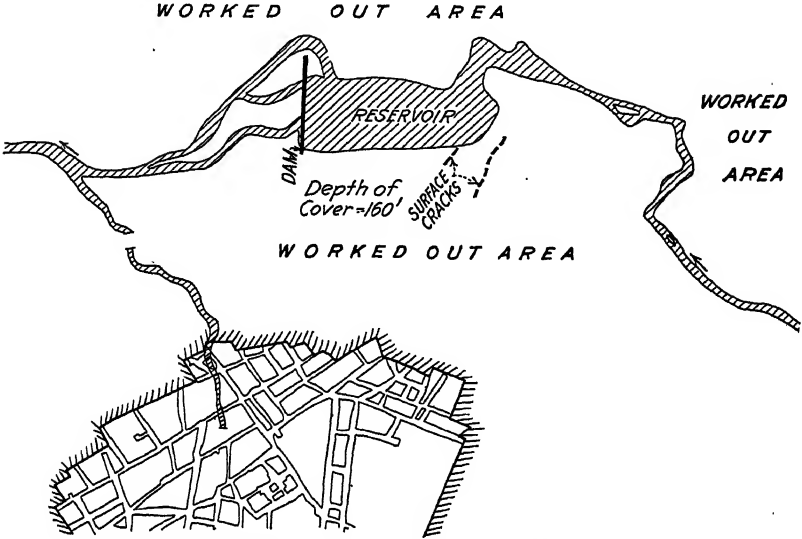 WORKED OUT AREA
RESERVOIR
WORKED
OUT
AREA
DAM
Depth of
Cover=160'
SURFACE
CRACKS
WORKED OUT AREA